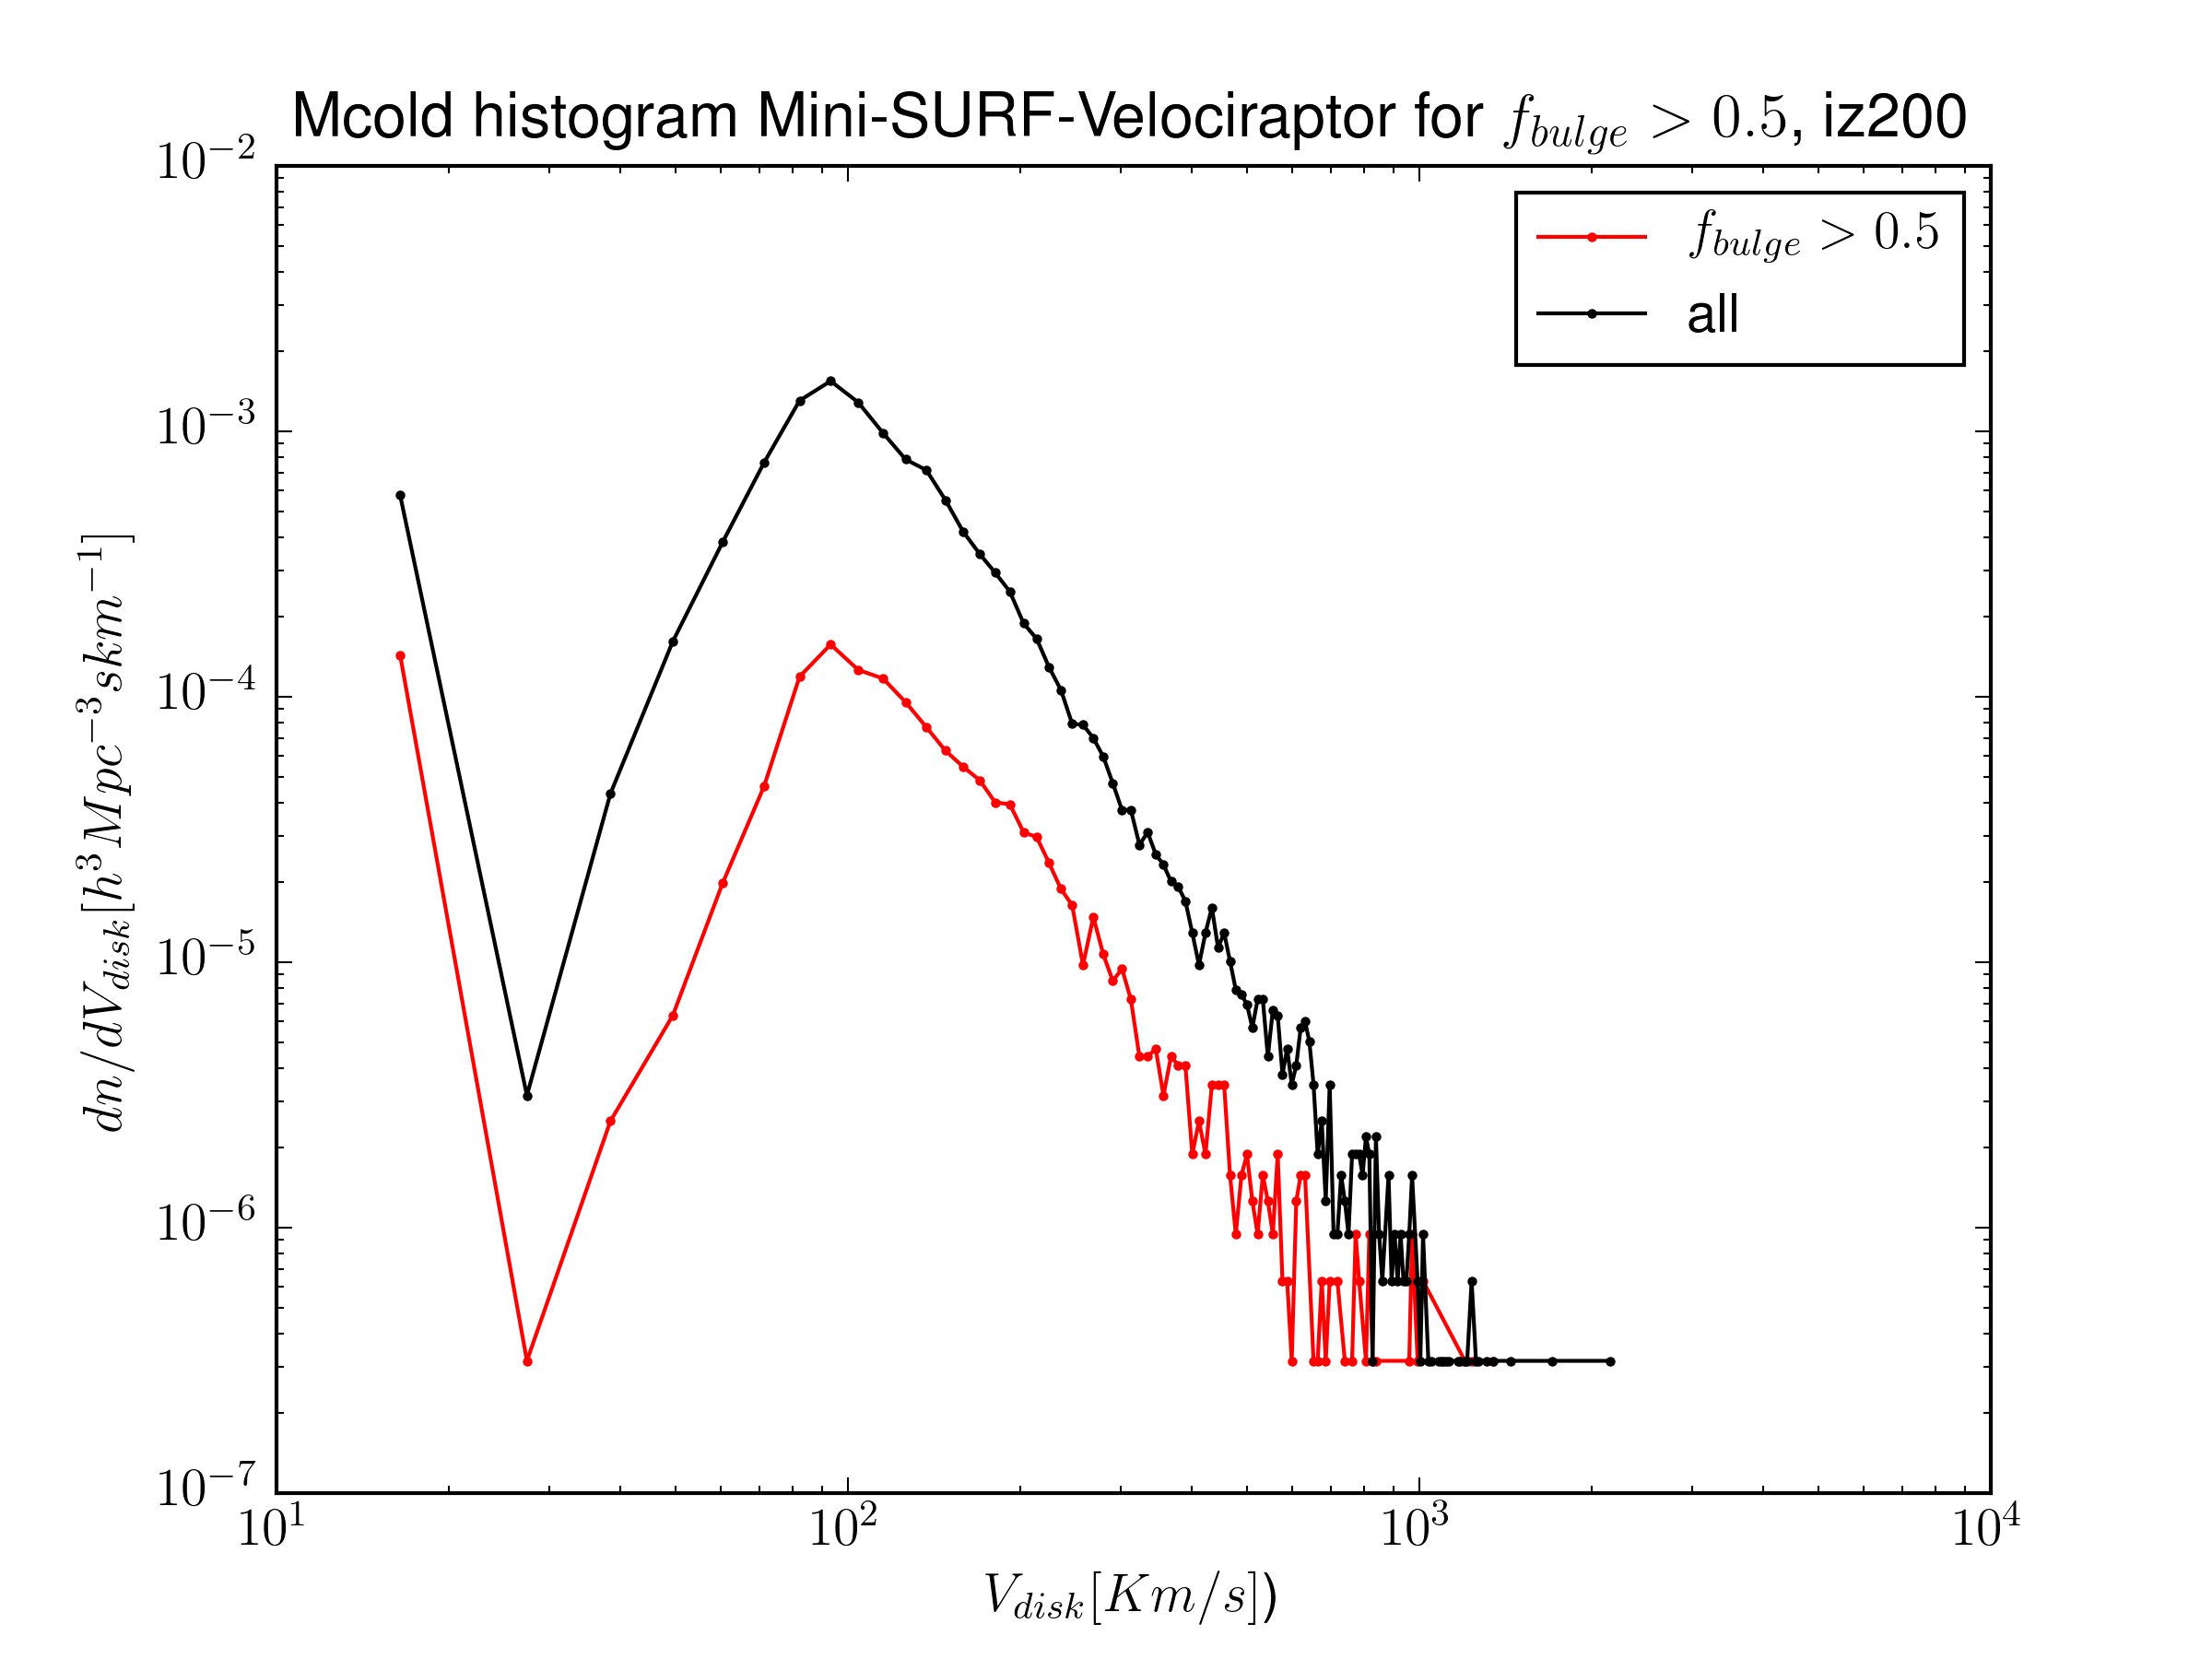 Mcold histogram Mini-SURF-Velociraptor for $f_{bulge} > 0.5$, iz200
$f_{bulge} > 0.5$
all
$10^{-2}$
$10^{-3}$
$10^{-4}$
$10^{-5}$
$10^{-6}$
$10^{-7}$
$dn/dV_{disk}[h^3Mpc^{-3}skm^{-1}]$
$10^1$ $10^2$ $10^3$ $10^4$
$V_{disk}[Km/s]$)